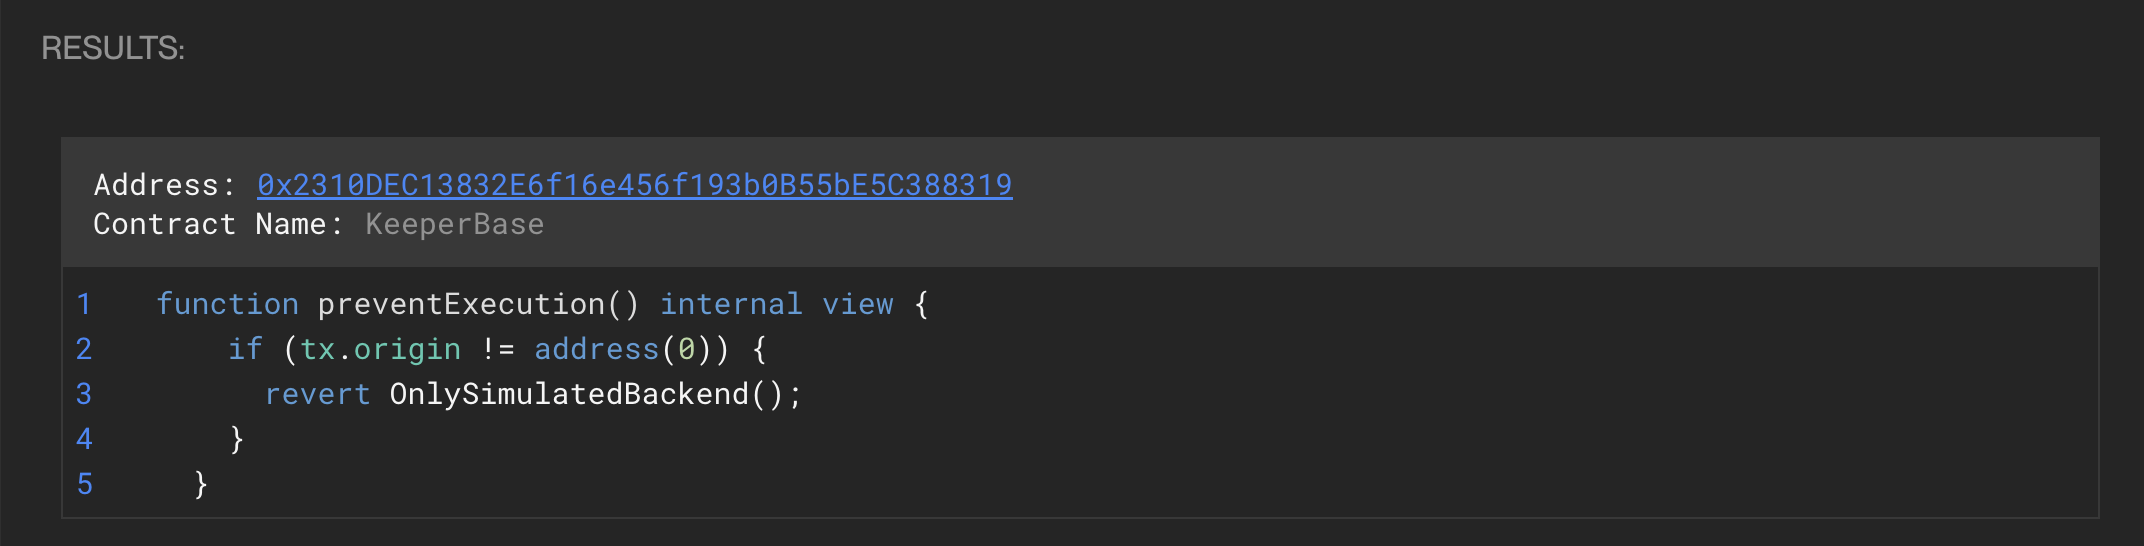 RESULTS:
Address: 0x2310DEC13832E6f16e456f193b0B55bE5C388319
Contract Name: KeeperBase
1 function preventExecution() internal view {
2 if (tx.origin != address(0)) {
3 revert OnlySimulatedBackend();
4 }
5 }